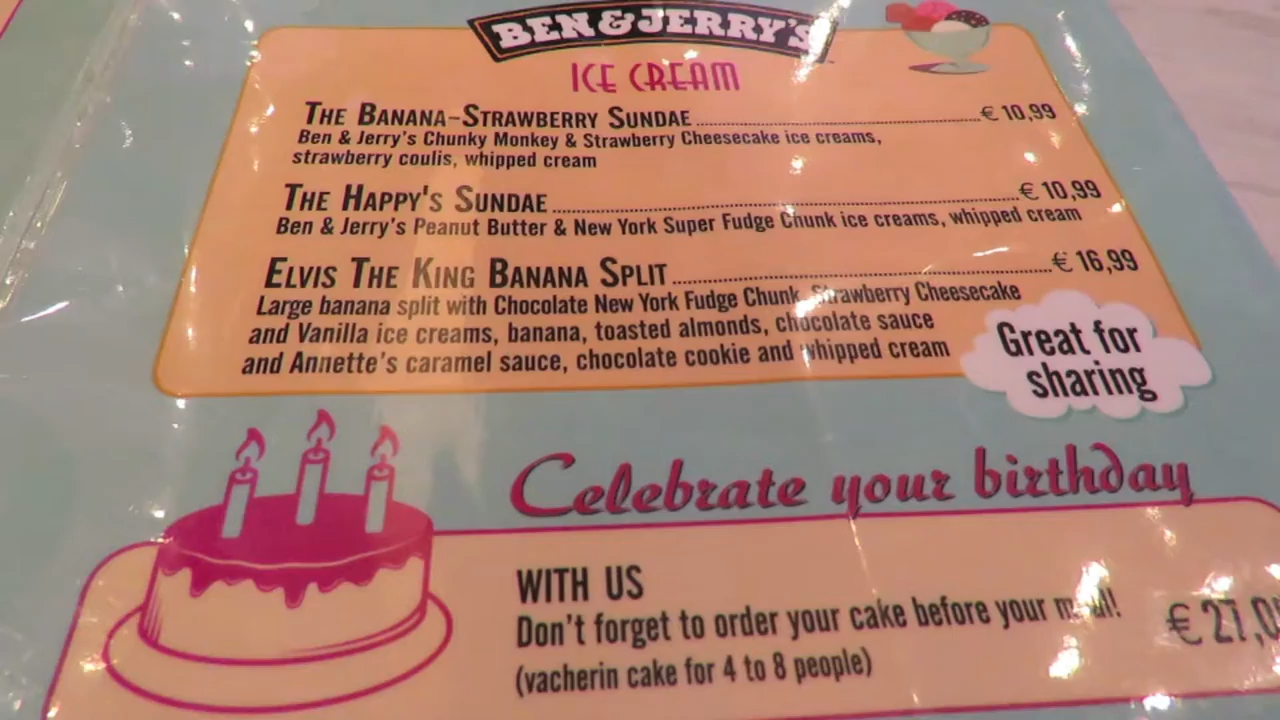 BEN & JERRY'S
ICE CREAM
THE BANANA-STRAWBERRY SUNDAE € 10,99
Ben & Jerry's Chunky Monkey & Strawberry Cheesecake ice creams,
strawberry coulis, whipped cream
THE HAPPY'S SUNDAE € 10,99
Ben & Jerry's Peanut Butter & New York Super Fudge Chunk ice creams, whipped cream
ELVIS THE KING BANANA SPLIT € 16,99
Large banana split with Chocolate New York Fudge Chunk, Strawberry Cheesecake
and Vanilla ice creams, banana, toasted almonds, chocolate sauce
and Annette's caramel sauce, chocolate cookie and whipped cream
Great for
sharing
Celebrate your birthday
WITH US
Don't forget to order your cake before your meal!
(vacherin cake for 4 to 8 people)